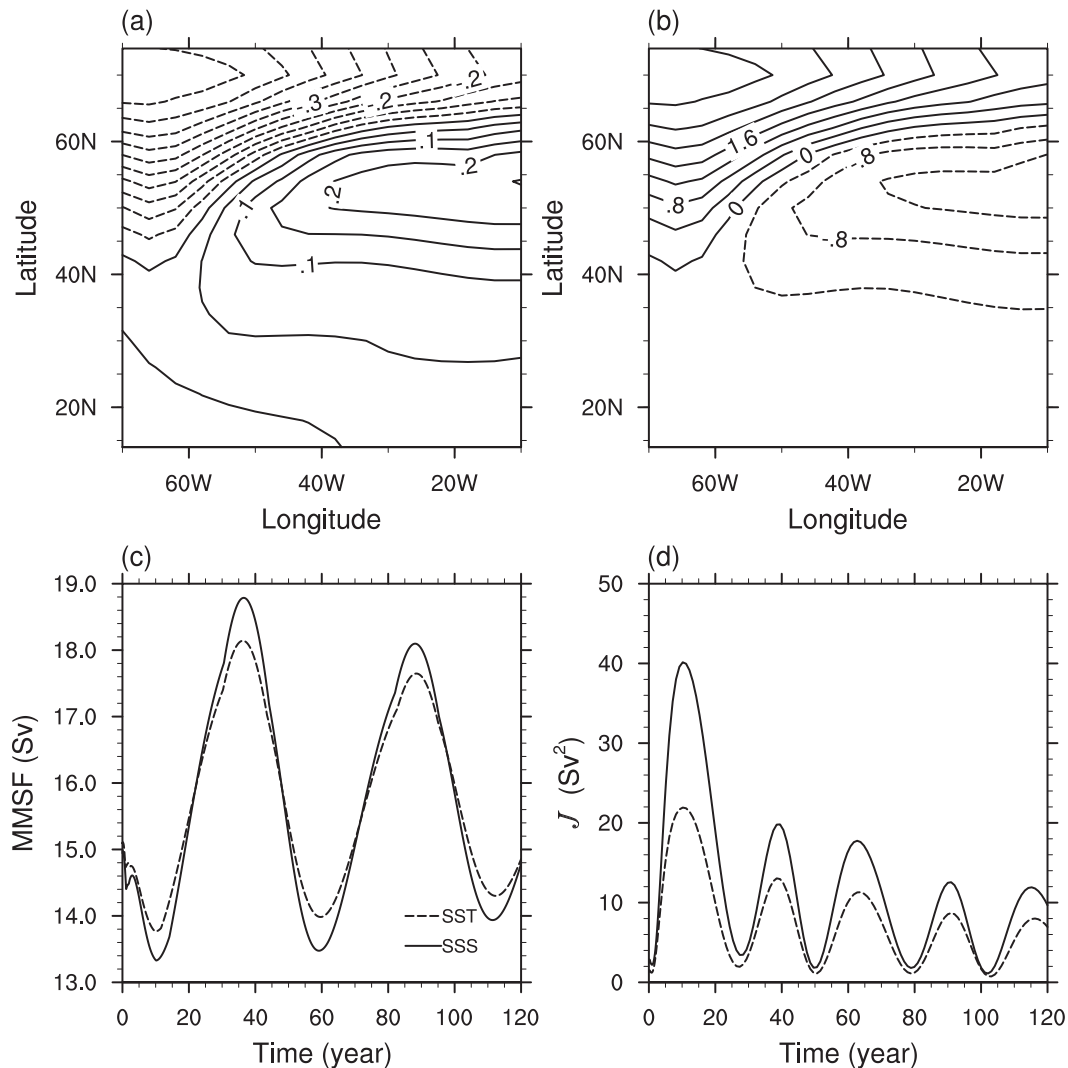 (a)
(b)
.3
.2
.2
.1
.2
.2
.1
.1
60N
40N
20N
Latitude
60W
40W
20W
Longitude
1.6
0
.8
.8
0
-.8
60N
40N
20N
Latitude
60W
40W
20W
Longitude
(c)
19.0
18.0
17.0
16.0
15.0
14.0
13.0
MMSF (Sv)
SST
SSS
0
20
40
60
80
100
120
Time (year)
(d)
50
40
30
20
10
0
J (Sv²)
0
20
40
60
80
100
120
Time (year)